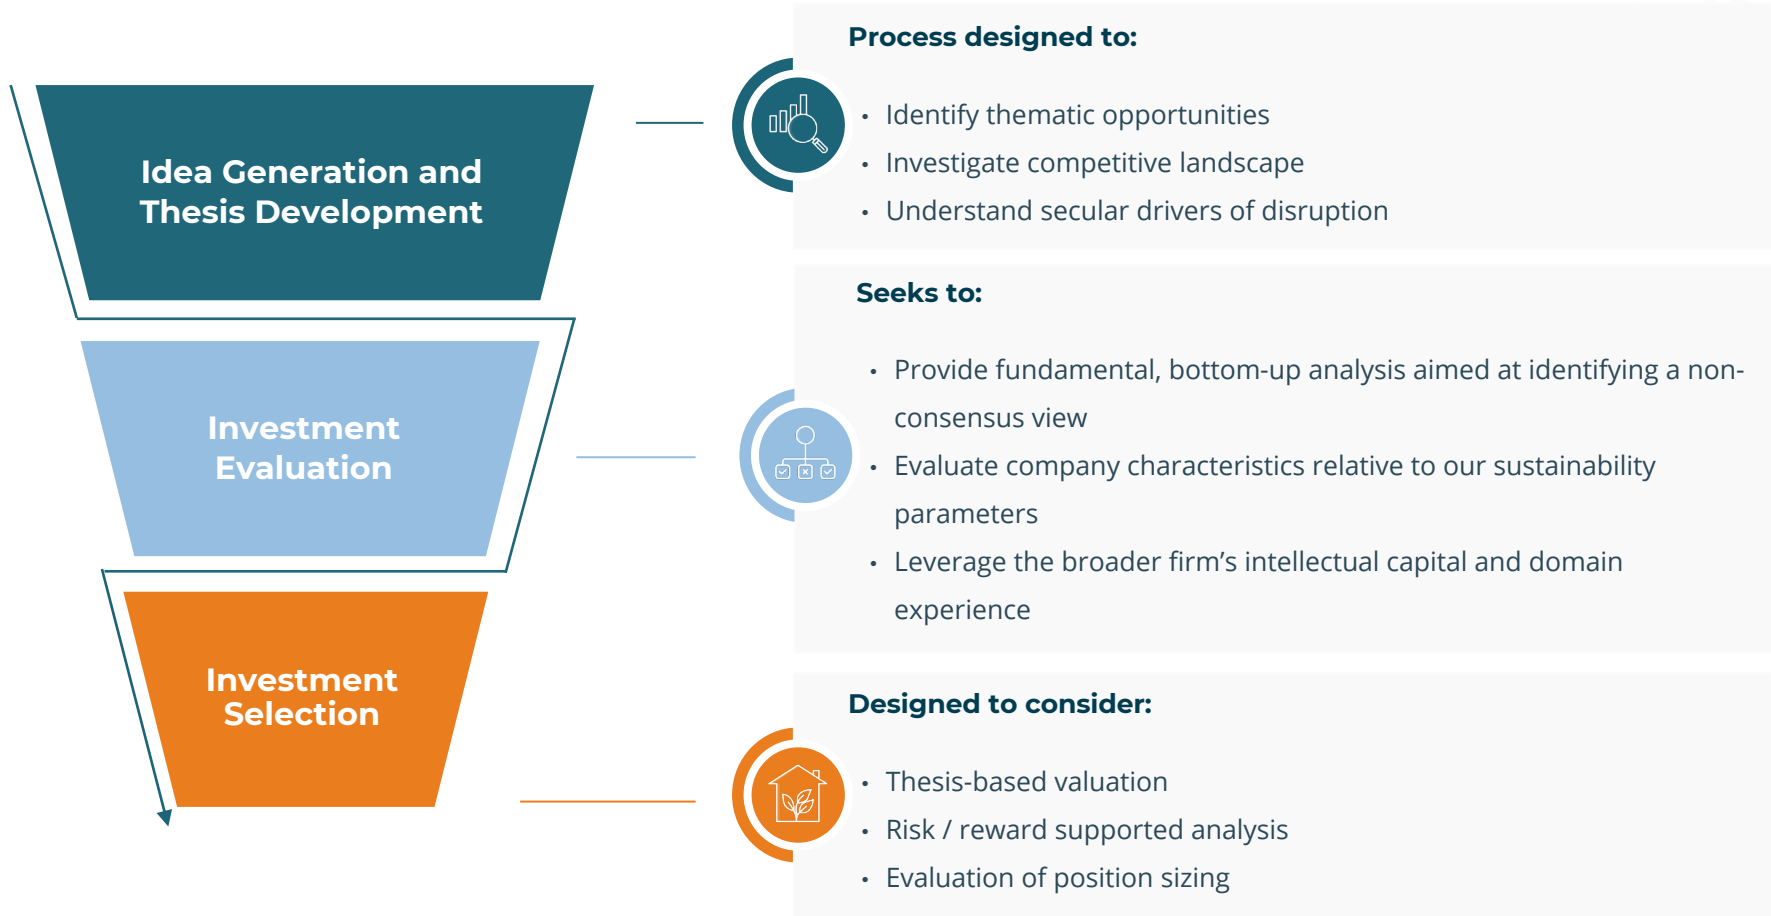 Idea Generation and
Thesis Development
Process designed to:
• Identify thematic opportunities
• Investigate competitive landscape
• Understand secular drivers of disruption
Investment
Evaluation
Seeks to:
• Provide fundamental, bottom-up analysis aimed at identifying a non-
consensus view
• Evaluate company characteristics relative to our sustainability
parameters
• Leverage the broader firm’s intellectual capital and domain
experience
Investment
Selection
Designed to consider:
• Thesis-based valuation
• Risk / reward supported analysis
• Evaluation of position sizing